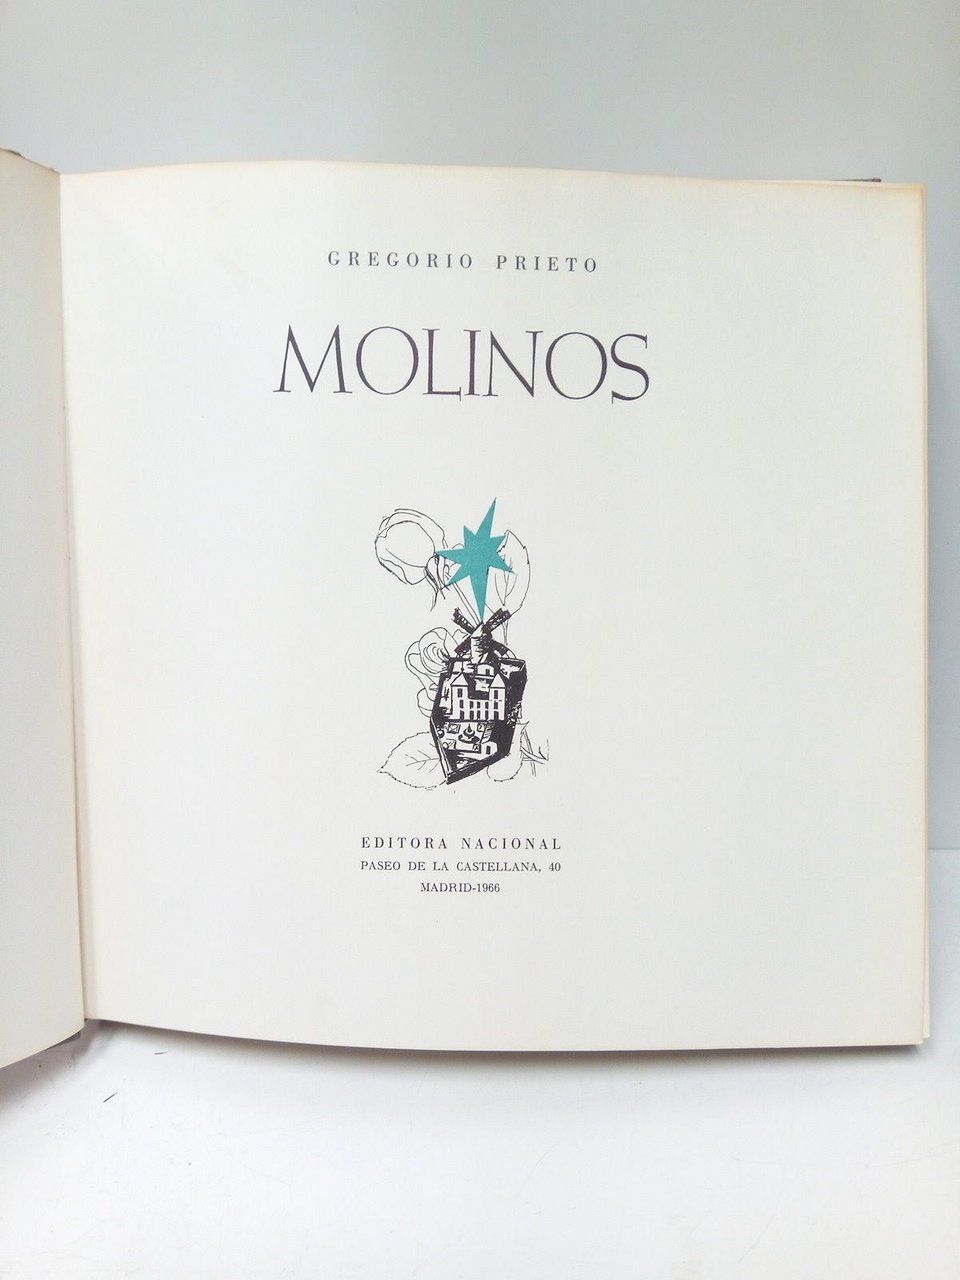 GREGORIO PRIETO
MOLINOS
EDITORA NACIONAL
PASEO DE LA CASTELLANA, 40
MADRID-1966